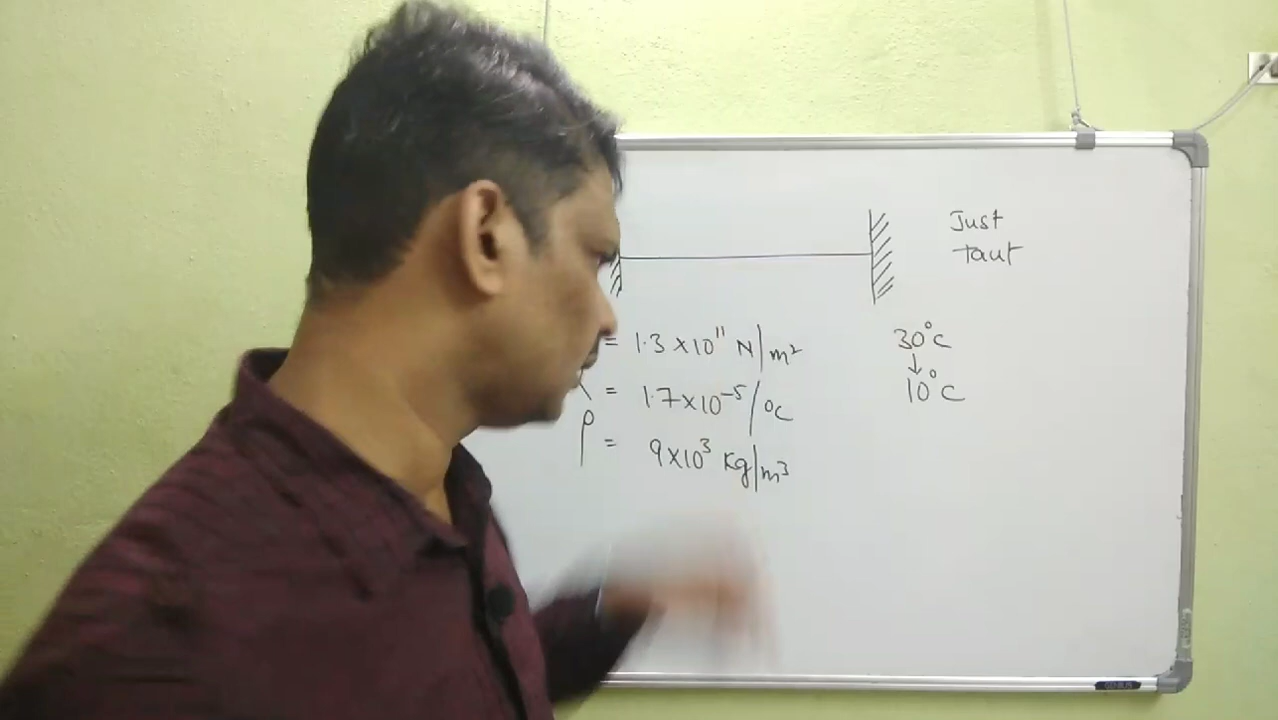 Just
taut
= 1.3 × 10¹¹ N/m²
30°C
↓
10°C
α = 1.7×10⁻⁵/°C
ρ = 9×10³ Kg/m³